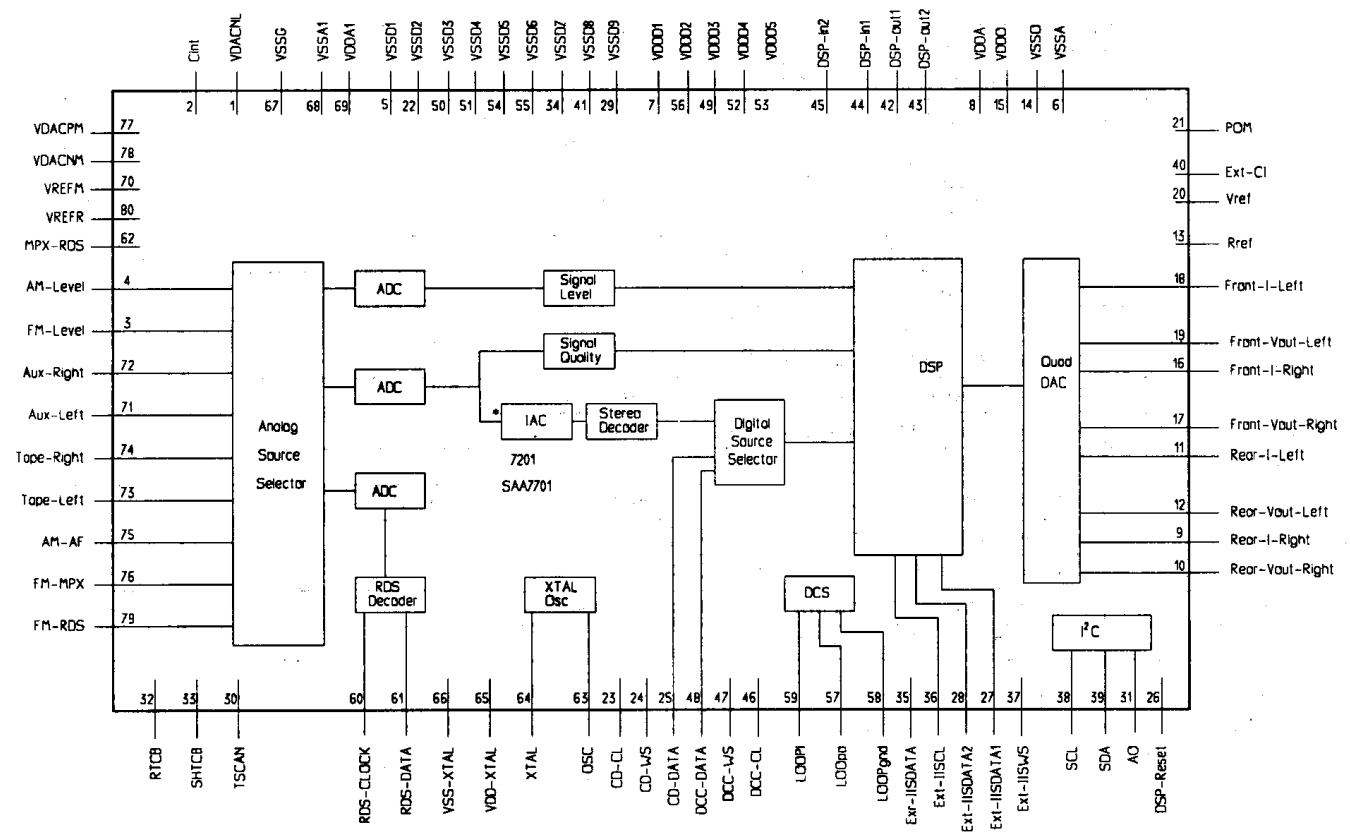 Cint
VDACNL
VSSG
VSSA1
VDDA1
VSSD1
VSSD2
VSSD3
VSSD4
VSSD5
VSSD6
VSSD7
VSSD8
VSSD9
VDDD1
VDDD2
VDDD3
VDDD4
VDDD5
DSP-in2
DSP-in1
DSP-out1
DSP-out2
VDDA
VDDD
VSSD
VSSA
2
1
67
68
69
5
22
50
51
54
55
34
41
29
7
56
49
52
53
45
44
42
43
8
15
14
6
VDACPM 77
VDACNM 78
VREFM 70
VREFR 80
MPX-RDS 62
AM-Level 4
FM-Level 3
Aux-Right 72
Aux-Left 71
Tape-Right 74
Tape-Left 73
AM-AF 75
FM-MPX 76
FM-RDS 79
Analog
Source
Selector
ADC
ADC
ADC
RDS
Decoder
Signal
Level
Signal
Quality
* IAC
7201
SAA7701
Stereo
Decoder
XTAL
Osc
Digital
Source
Selector
DCS
DSP
Quad
DAC
I²C
21 POM
40 Ext-Cl
20 Vref
13 Rref
18 Front-I-Left
19 Front-Vout-Left
16 Front-I-Right
17 Front-Vout-Right
11 Rear-I-Left
12 Rear-Vout-Left
9 Rear-I-Right
10 Rear-Vout-Right
32
33
30
60
61
66
65
64
63
23
24
25
48
47
46
59
57
58
35
36
28
27
37
38
39
31
26
RTCB
SHTCB
TSCAN
RDS-CLOCK
RDS-DATA
VSS-XTAL
VDD-XTAL
XTAL
OSC
CD-CL
CD-WS
CD-DATA
DCC-DATA
DCC-WS
DCC-CL
LOOPi
LOOpo
LOOPgnd
Exr-IISDATA
Ext-IISCL
Ext-IISDATA2
Ext-IISDATA1
Ext-IISWS
SCL
SDA
AO
DSP-Reset